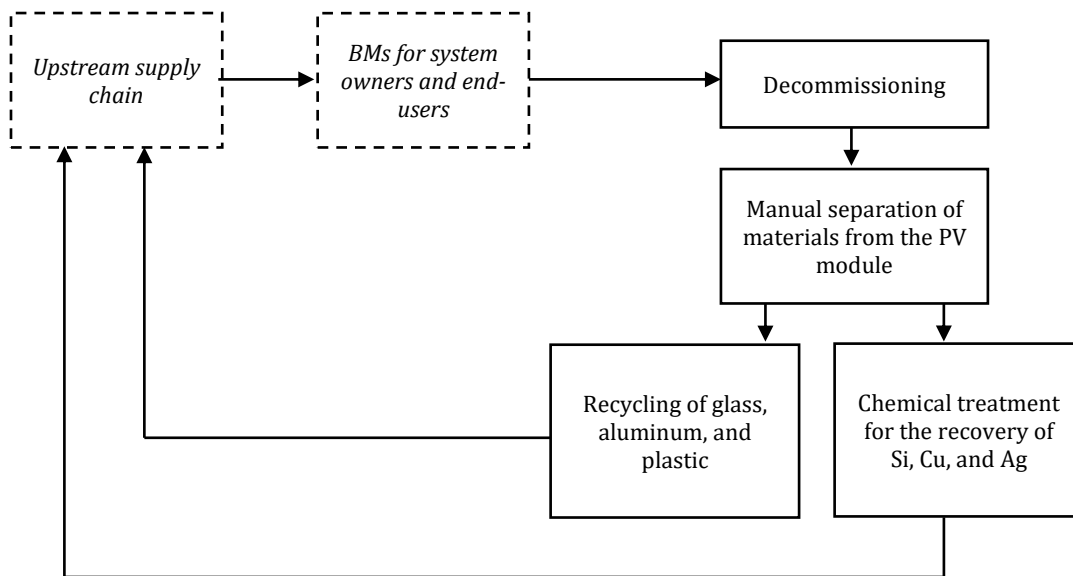 Upstream supply
chain
BMs for system
owners and end-
users
Decommissioning
Manual separation of
materials from the PV
module
Recycling of glass,
aluminum, and
plastic
Chemical treatment
for the recovery of
Si, Cu, and Ag